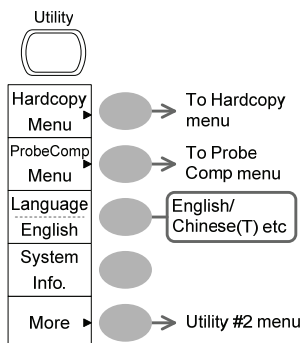 Utility
Hardcopy
Menu
To Hardcopy
menu
ProbeComp
Menu
To Probe
Comp menu
Language
English
English/
Chinese(T) etc
System
Info.
More
Utility #2 menu